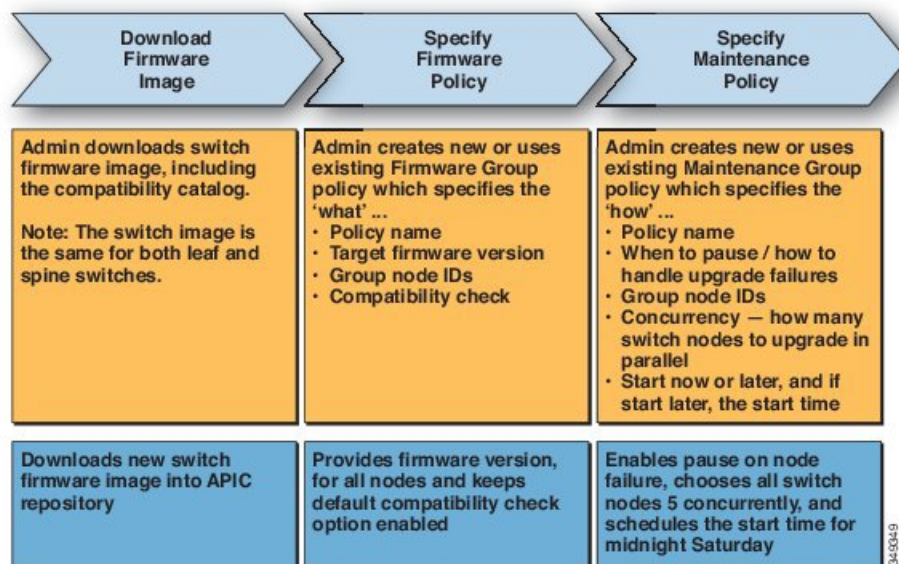 Download
Firmware
Image
Specify
Firmware
Policy
Specify
Maintenance
Policy
Admin downloads switch
firmware image, including
the compatibility catalog.
Note: The switch image is
the same for both leaf and
spine switches.
Admin creates new or uses
existing Firmware Group
policy which specifies the
‘what’ ...
• Policy name
• Target firmware version
• Group node IDs
• Compatibility check
Admin creates new or uses
existing Maintenance Group
policy which specifies the
‘how’ ...
• Policy name
• When to pause / how to
handle upgrade failures
• Group node IDs
• Concurrency — how many
switch nodes to upgrade in
parallel
• Start now or later, and if
start later, the start time
Downloads new switch
firmware image into APIC
repository
Provides firmware version,
for all nodes and keeps
default compatibility check
option enabled
Enables pause on node
failure, chooses all switch
nodes 5 concurrently, and
schedules the start time for
midnight Saturday
349349